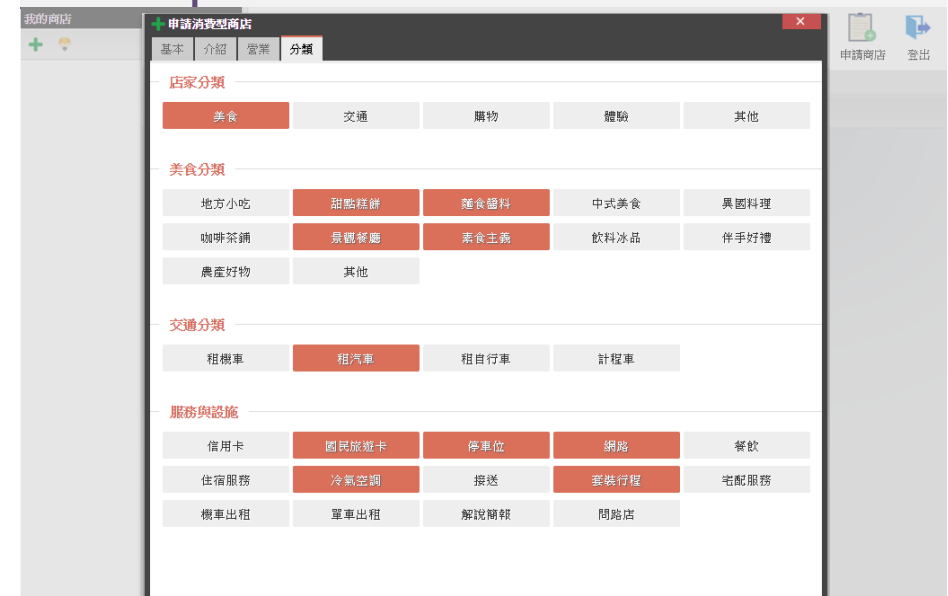 我的商店
申請消費型商店
基本 介紹 營業 分類
申請商店 登出
店家分類
美食 交通 購物 體驗 其他
美食分類
地方小吃 甜點糕餅 麵食醬料 中式美食 異國料理
咖啡茶鋪 景觀餐廳 素食主義 飲料冰品 伴手好禮
農產好物 其他
交通分類
租機車 租汽車 租自行車 計程車
服務與設施
信用卡 國民旅遊卡 停車位 網路 餐飲
住宿服務 冷氣空調 接送 套裝行程 宅配服務
機車出租 單車出租 解說簡報 問路店